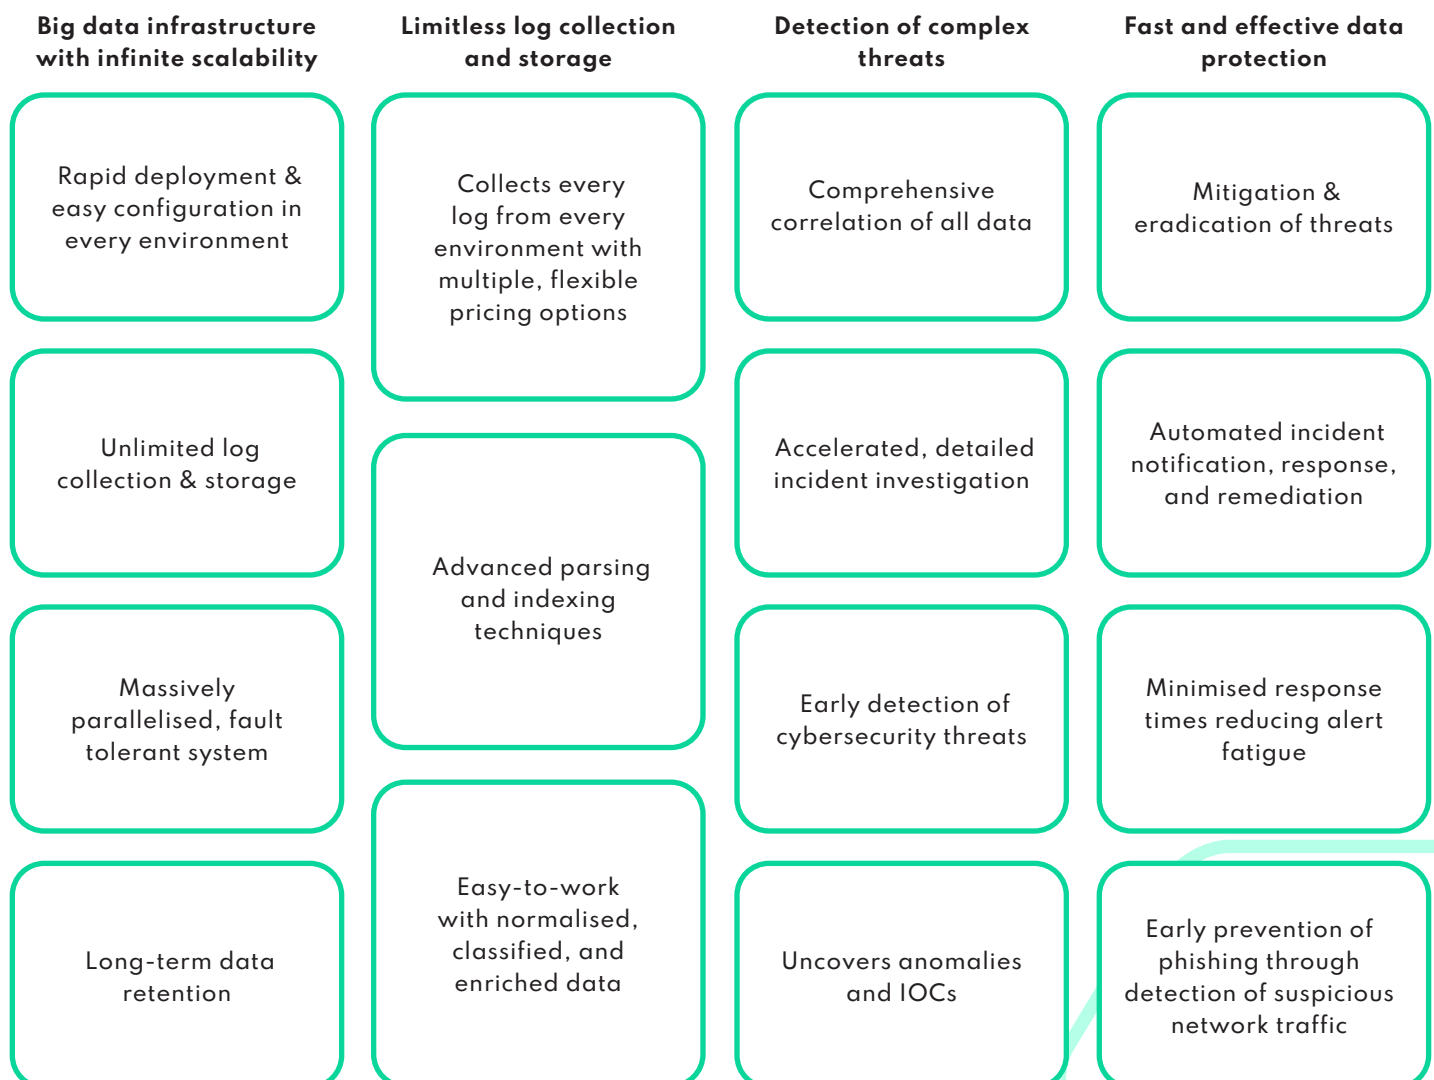 Big data infrastructure
with infinite scalability
Rapid deployment &
easy configuration in
every environment
Unlimited log
collection & storage
Massively
parallelised, fault
tolerant system
Long-term data
retention
Limitless log collection
and storage
Collects every
log from every
environment with
multiple, flexible
pricing options
Advanced parsing
and indexing
techniques
Easy-to-work
with normalised,
classified, and
enriched data
Detection of complex
threats
Comprehensive
correlation of all data
Accelerated, detailed
incident investigation
Early detection of
cybersecurity threats
Uncovers anomalies
and IOCs
Fast and effective data
protection
Mitigation &
eradication of threats
Automated incident
notification, response,
and remediation
Minimised response
times reducing alert
fatigue
Early prevention of
phishing through
detection of suspicious
network traffic